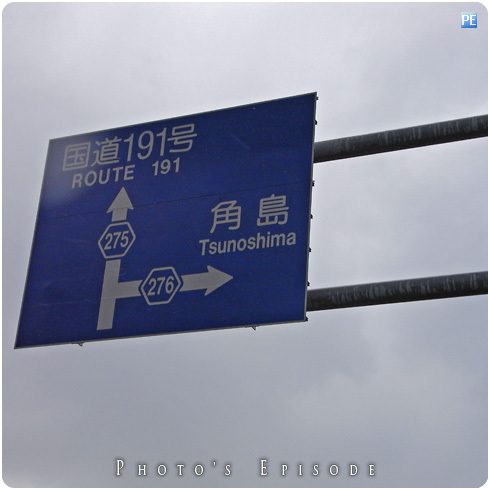 PE
国道191号
ROUTE 191
275
角島
Tsunoshima
276
PHOTO'S EPISODE